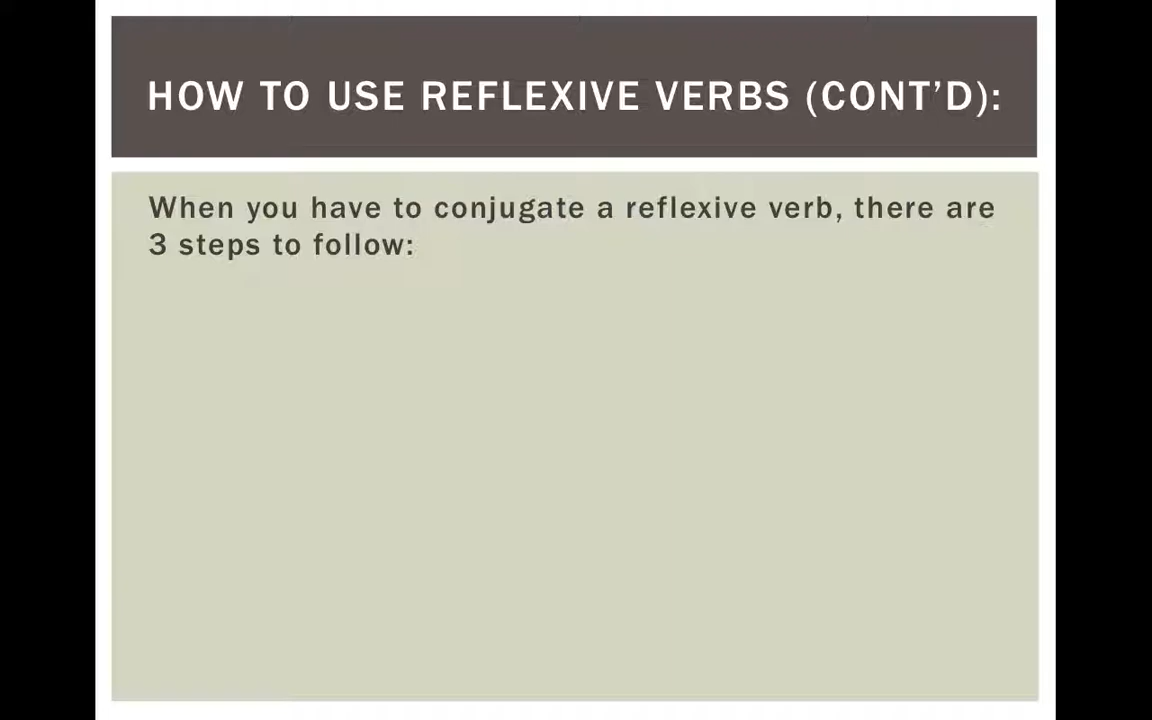 HOW TO USE REFLEXIVE VERBS (CONT’D):
When you have to conjugate a reflexive verb, there are
3 steps to follow: